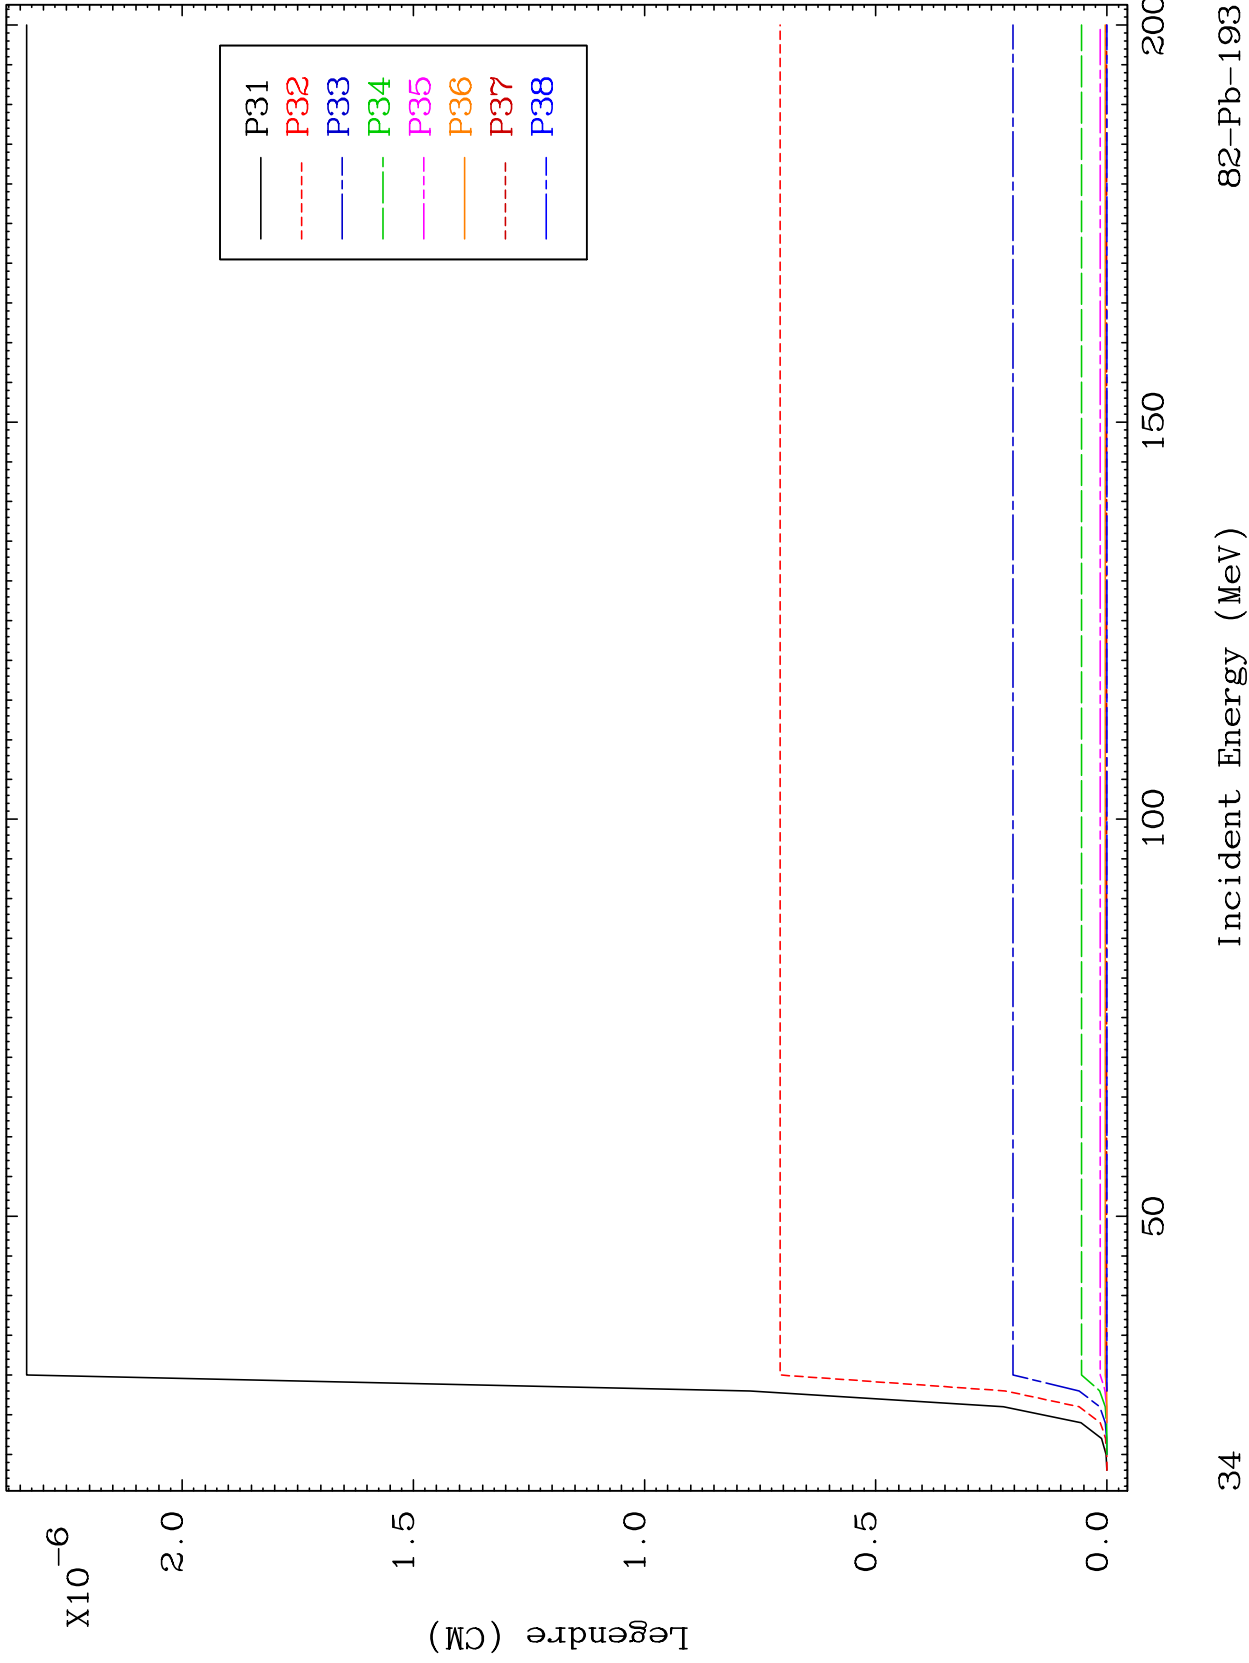 X10-6
2.0
1.5
1.0
0.5
0.0
Legendre (CM)
P31
P32
P33
P34
P35
P36
P37
P38
50
100
150
200
Incident Energy (MeV)
34
82-Pb-193